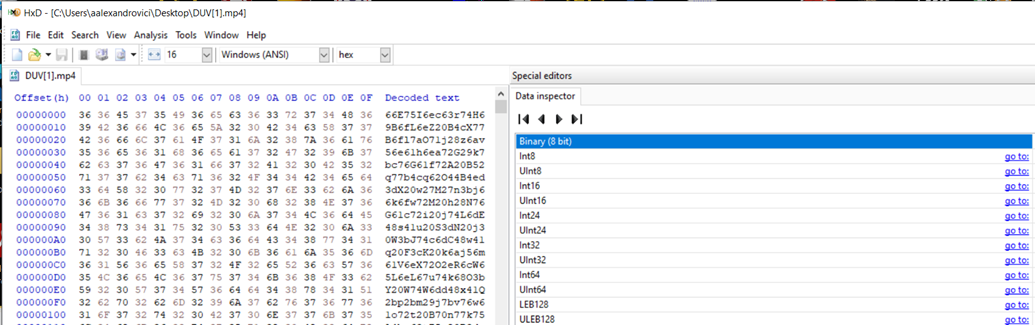 HxD - [C:\Users\aalexandrovici\Desktop\DUV[1].mp4]
File Edit Search View Analysis Tools Window Help
16 Windows (ANSI) hex
DUV[1].mp4
Offset(h) 00 01 02 03 04 05 06 07 08 09 0A 0B 0C 0D 0E 0F Decoded text
00000000 36 36 45 37 35 49 36 65 63 36 33 72 37 34 48 36 66E75I6ec63r74H6
00000010 39 42 36 66 4C 36 65 5A 32 30 42 34 63 58 37 37 9B6fL6eZ20B4cX77
00000020 42 36 66 6C 37 61 4F 37 31 6A 32 38 7A 36 61 76 B6fl7aO71j28z6av
00000030 35 36 65 36 31 68 36 65 61 37 32 47 32 39 6B 37 56e61h6ea72G29k7
00000040 62 63 37 36 47 36 31 66 37 32 41 32 30 42 35 32 bc76G61f72A20B52
00000050 71 37 37 62 34 63 71 36 32 4F 34 34 42 34 65 64 q77b4cq62O44B4ed
00000060 33 64 58 32 30 77 32 37 4D 32 37 6E 33 62 6A 36 3dX20w27M27n3bj6
00000070 36 6B 36 66 77 37 32 4D 32 30 68 32 38 4E 37 36 6k6fw72M20h28N76
00000080 47 36 31 63 37 32 69 32 30 6A 37 34 4C 36 64 45 G61c72i20j74L6dE
00000090 34 38 73 34 31 75 32 30 53 33 64 4E 32 30 6A 33 48s41u20S3dN20j3
000000A0 30 57 33 62 4A 37 34 63 36 64 43 34 38 77 34 31 0W3bJ74c6dC48w41
000000B0 71 32 30 46 33 63 4B 32 30 6B 36 61 6A 35 36 6D q20F3cK20k6aj56m
000000C0 36 31 56 36 65 58 37 32 4F 32 65 52 36 63 57 36 61V6eX72O2eR6cW6
000000D0 35 4C 36 65 4C 36 37 75 37 34 6B 36 38 4F 33 62 5L6eL67u74k68O3b
000000E0 59 32 30 57 37 34 57 36 64 64 34 38 78 34 31 51 Y20W74W6dd48x41Q
000000F0 32 62 70 32 62 6D 32 39 6A 37 62 76 37 36 77 36 2bp2bm29j7bv76w6
00000100 31 6F 37 32 74 32 30 42 37 30 6E 37 37 6B 37 35 1o72t20B70n77k75
Special editors
Data inspector
Binary (8 bit)
Int8 go to:
UInt8 go to:
Int16 go to:
UInt16 go to:
Int24 go to:
UInt24 go to:
Int32 go to:
UInt32 go to:
Int64 go to:
UInt64 go to:
LEB128 go to:
ULEB128 go to: